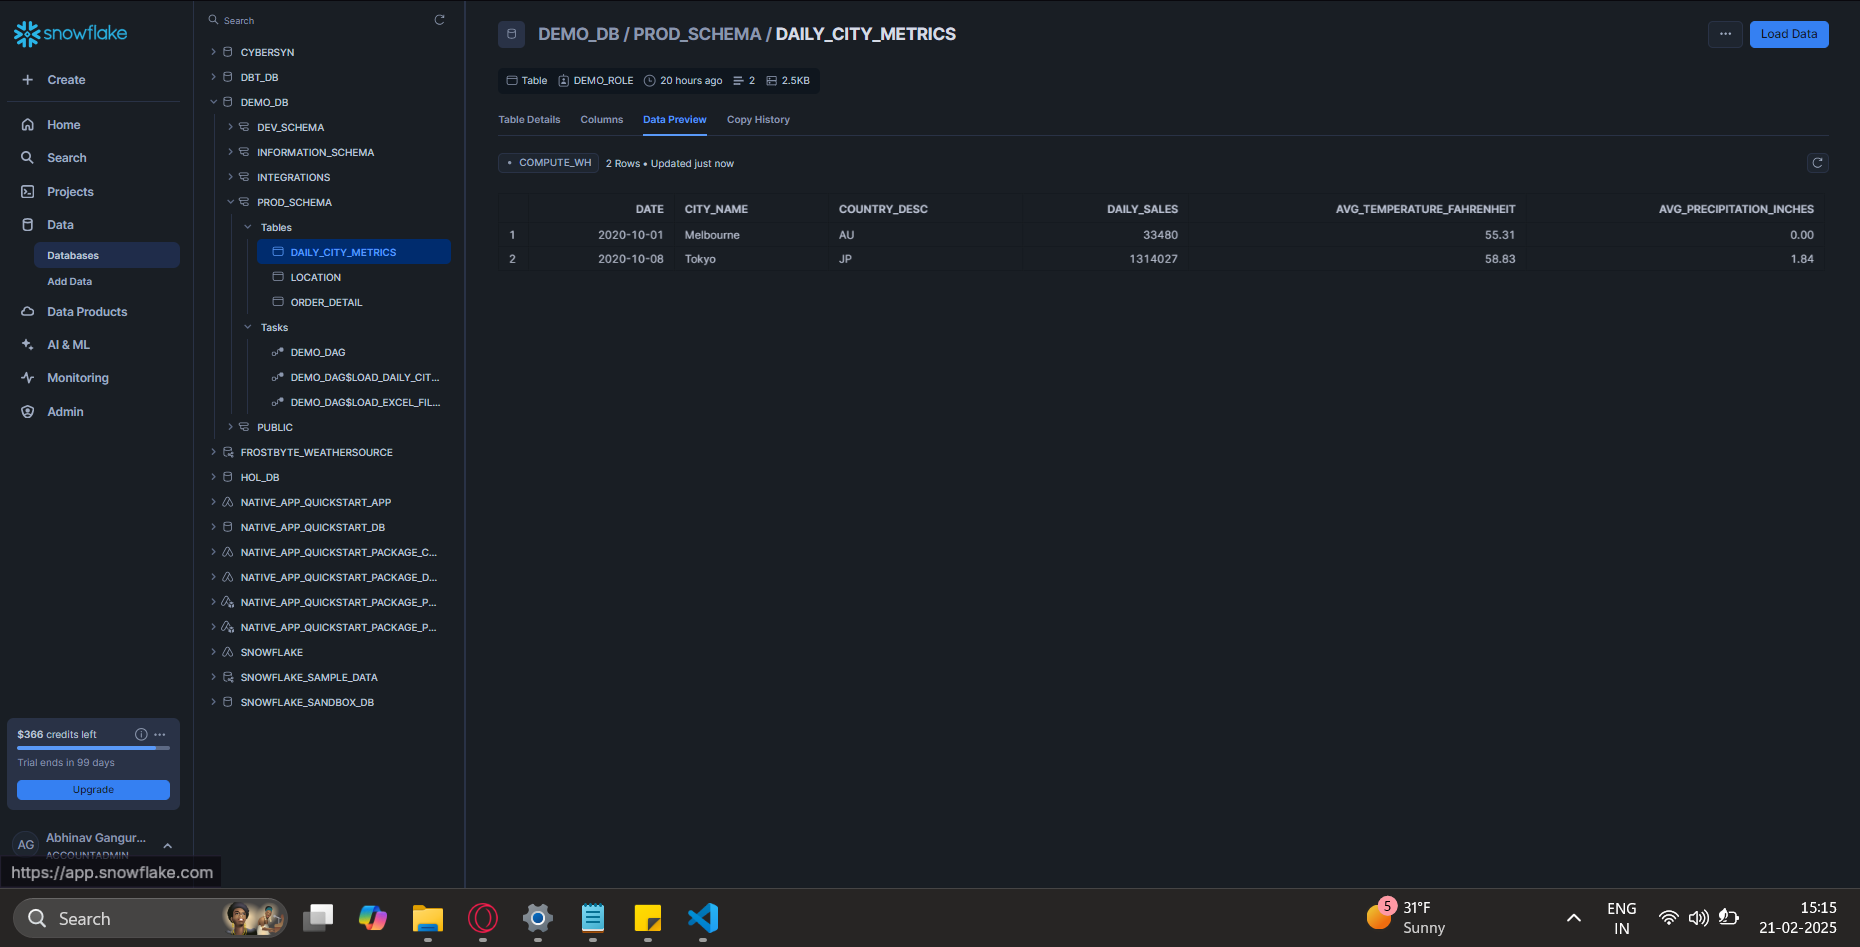 snowflake
Create
Home
Search
Projects
Data
Databases
Add Data
Data Products
AI & ML
Monitoring
Admin
$366 credits left
Trial ends in 99 days
Upgrade
AG
Abhinav Gangur...
ACCOUNTADMIN
https://app.snowflake.com
Search
CYBERSYN
DBT_DB
DEMO_DB
DEV_SCHEMA
INFORMATION_SCHEMA
INTEGRATIONS
PROD_SCHEMA
Tables
DAILY_CITY_METRICS
LOCATION
ORDER_DETAIL
Tasks
DEMO_DAG
DEMO_DAG$LOAD_DAILY_CIT...
DEMO_DAG$LOAD_EXCEL_FIL...
PUBLIC
FROSTBYTE_WEATHERSOURCE
HOL_DB
NATIVE_APP_QUICKSTART_APP
NATIVE_APP_QUICKSTART_DB
NATIVE_APP_QUICKSTART_PACKAGE_C...
NATIVE_APP_QUICKSTART_PACKAGE_D...
NATIVE_APP_QUICKSTART_PACKAGE_P...
NATIVE_APP_QUICKSTART_PACKAGE_P...
SNOWFLAKE
SNOWFLAKE_SAMPLE_DATA
SNOWFLAKE_SANDBOX_DB
DEMO_DB / PROD_SCHEMA / DAILY_CITY_METRICS
... Load Data
Table DEMO_ROLE 20 hours ago 2 2.5KB
Table Details Columns Data Preview Copy History
• COMPUTE_WH 2 Rows • Updated just now
DATE CITY_NAME COUNTRY_DESC DAILY_SALES AVG_TEMPERATURE_FAHRENHEIT AVG_PRECIPITATION_INCHES
1 2020-10-01 Melbourne AU 33480 55.31 0.00
2 2020-10-08 Tokyo JP 1314027 58.83 1.84
Search
5
31°F
Sunny
ENG
IN
15:15
21-02-2025